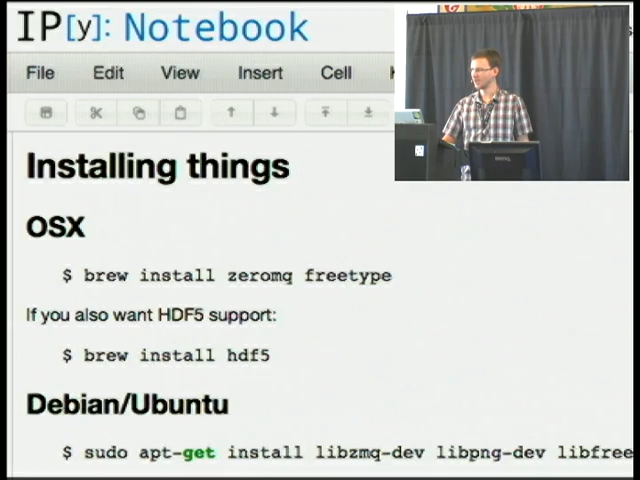 IP[y]: Notebook
File Edit View Insert Cell
Installing things
OSX
$ brew install zeromq freetype
If you also want HDF5 support:
$ brew install hdf5
Debian/Ubuntu
$ sudo apt-get install libzmq-dev libpng-dev libfree